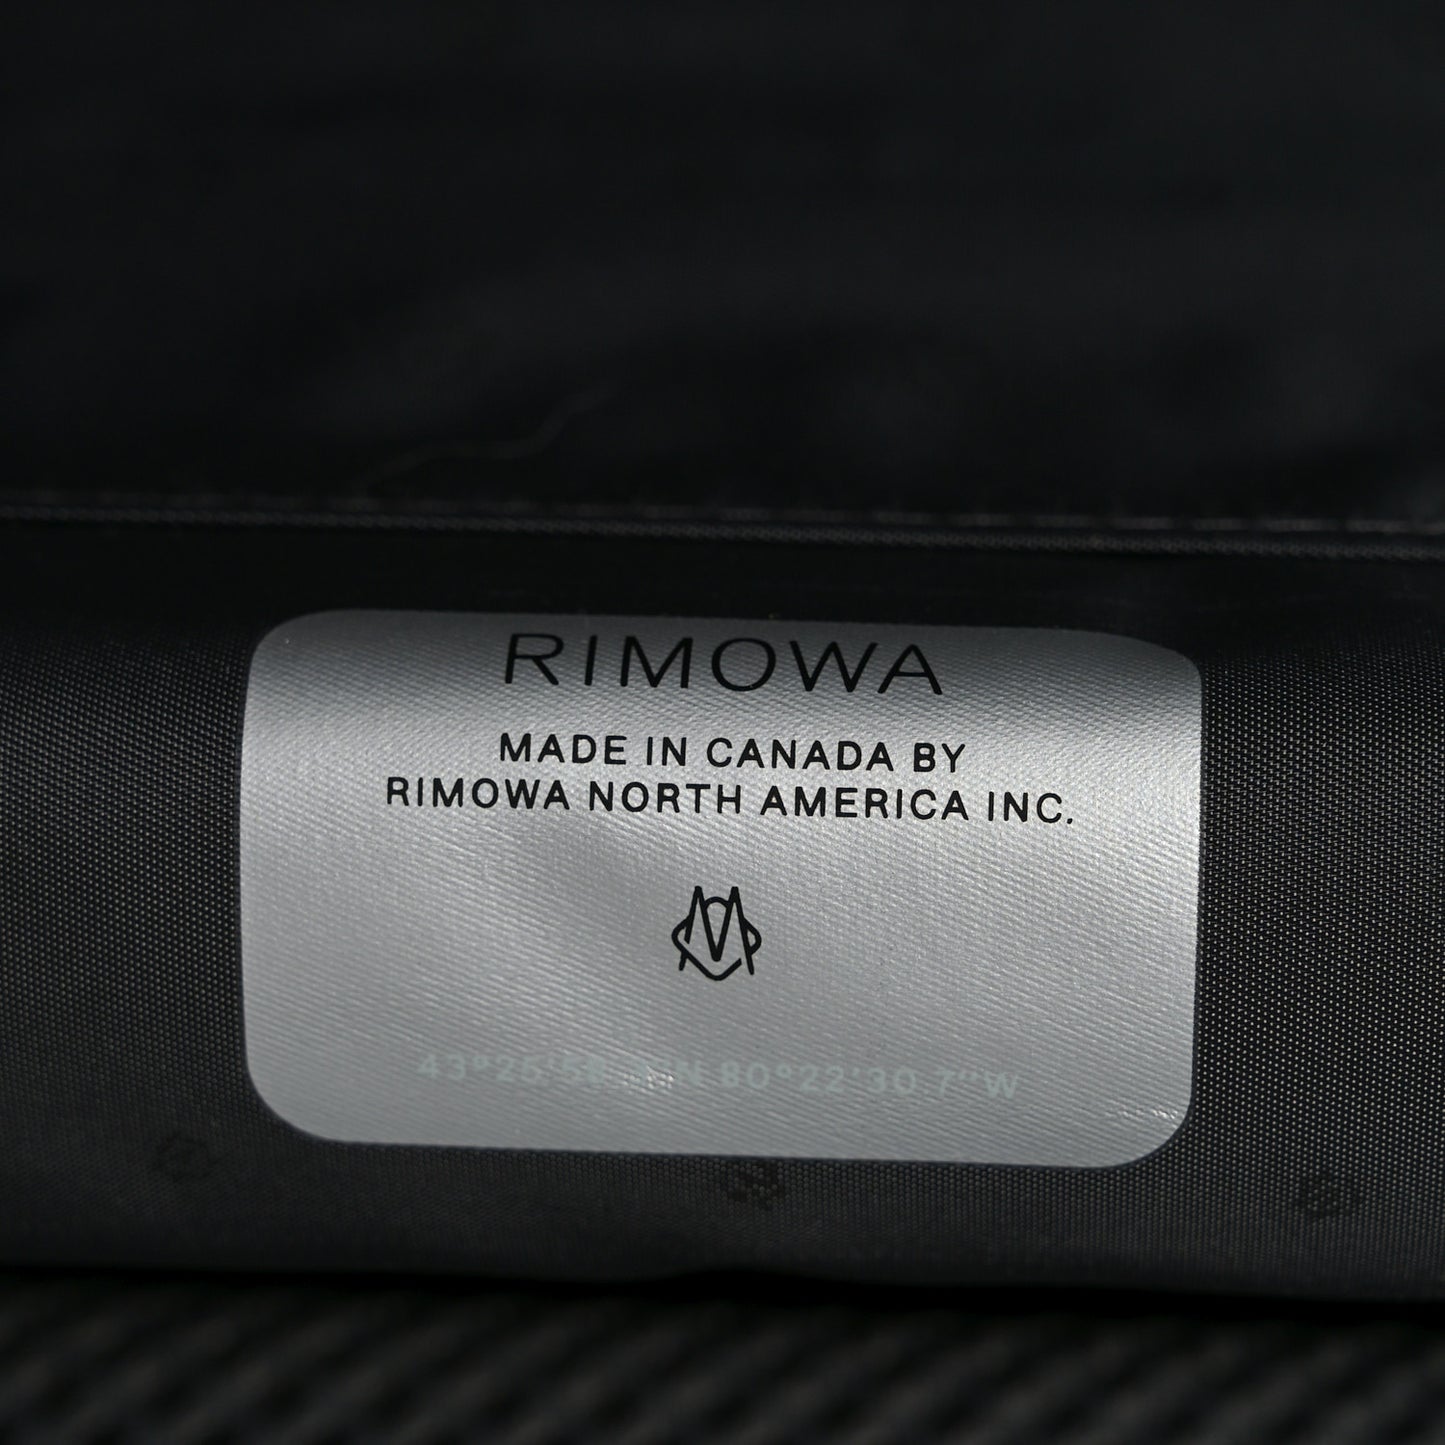 RIMOWA
MADE IN CANADA BY
RIMOWA NORTH AMERICA INC.
N 80°22'30 7"W